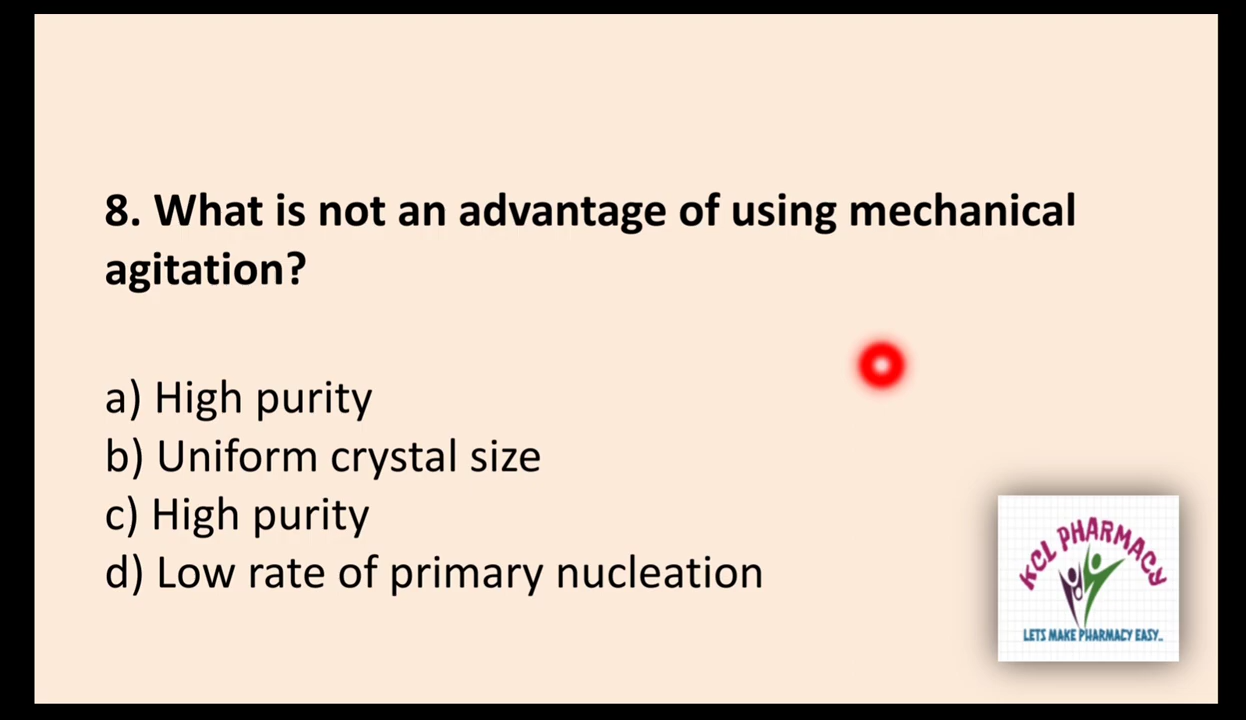 8. What is not an advantage of using mechanical
agitation?
a) High purity
b) Uniform crystal size
c) High purity
d) Low rate of primary nucleation
KCL PHARMACY
LETS MAKE PHARMACY EASY..